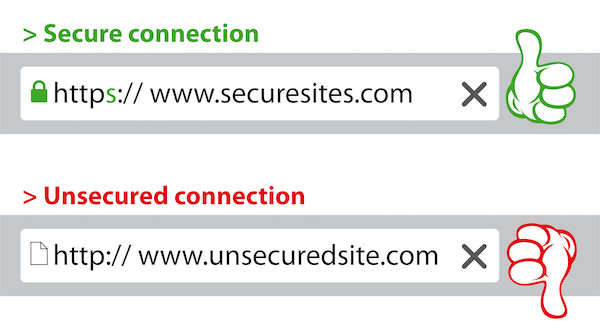 > Secure connection
https:// www.securesites.com
> Unsecured connection
http:// www.unsecuredsite.com